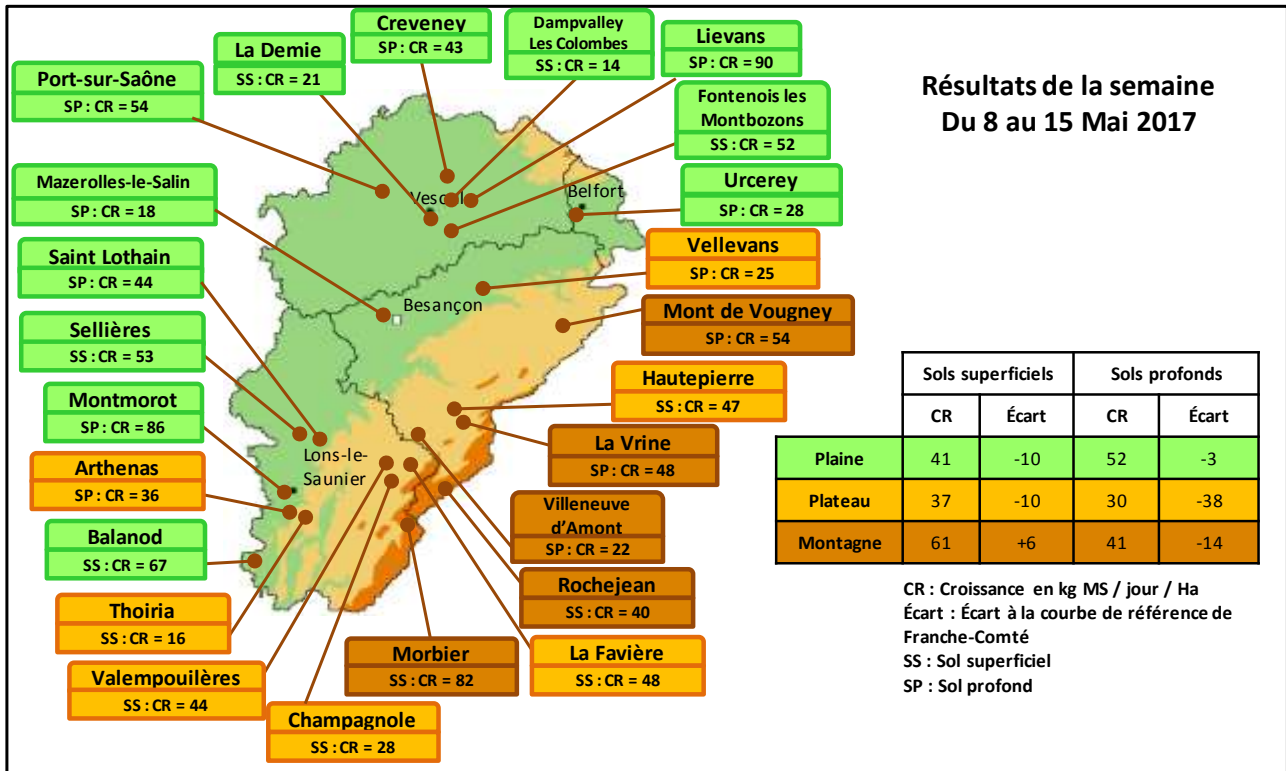 Creveney
SP : CR = 43
Dampvalley
Les Colombes
SS : CR = 14
Lievans
SP : CR = 90
La Demie
SS : CR = 21
Port-sur-Saône
SP : CR = 54
Fontenois les
Montbozons
SS : CR = 52
Résultats de la semaine
Du 8 au 15 Mai 2017
Mazerolles-le-Salin
SP : CR = 18
Urcerey
SP : CR = 28
Belfort
Saint Lothain
SP : CR = 44
Vellevans
SP : CR = 25
Besançon
Mont de Vougney
SP : CR = 54
Sellières
SS : CR = 53
Hautepierre
SS : CR = 47
Montmorot
SP : CR = 86
La Vrine
SP : CR = 48
Lons-le-
Saunier
Arthenas
SP : CR = 36
Villeneuve
d'Amont
SP : CR = 22
Balanod
SS : CR = 67
Rochejean
SS : CR = 40
Thoiria
SS : CR = 16
Morbier
SS : CR = 82
La Favière
SS : CR = 48
Valempouilères
SS : CR = 44
Champagnole
SS : CR = 28
Sols superficiels Sols profonds
CR Écart CR Écart
Plaine 41 -10 52 -3
Plateau 37 -10 30 -38
Montagne 61 +6 41 -14
CR : Croissance en kg MS / jour / Ha
Écart : Écart à la courbe de référence de
Franche-Comté
SS : Sol superficiel
SP : Sol profond